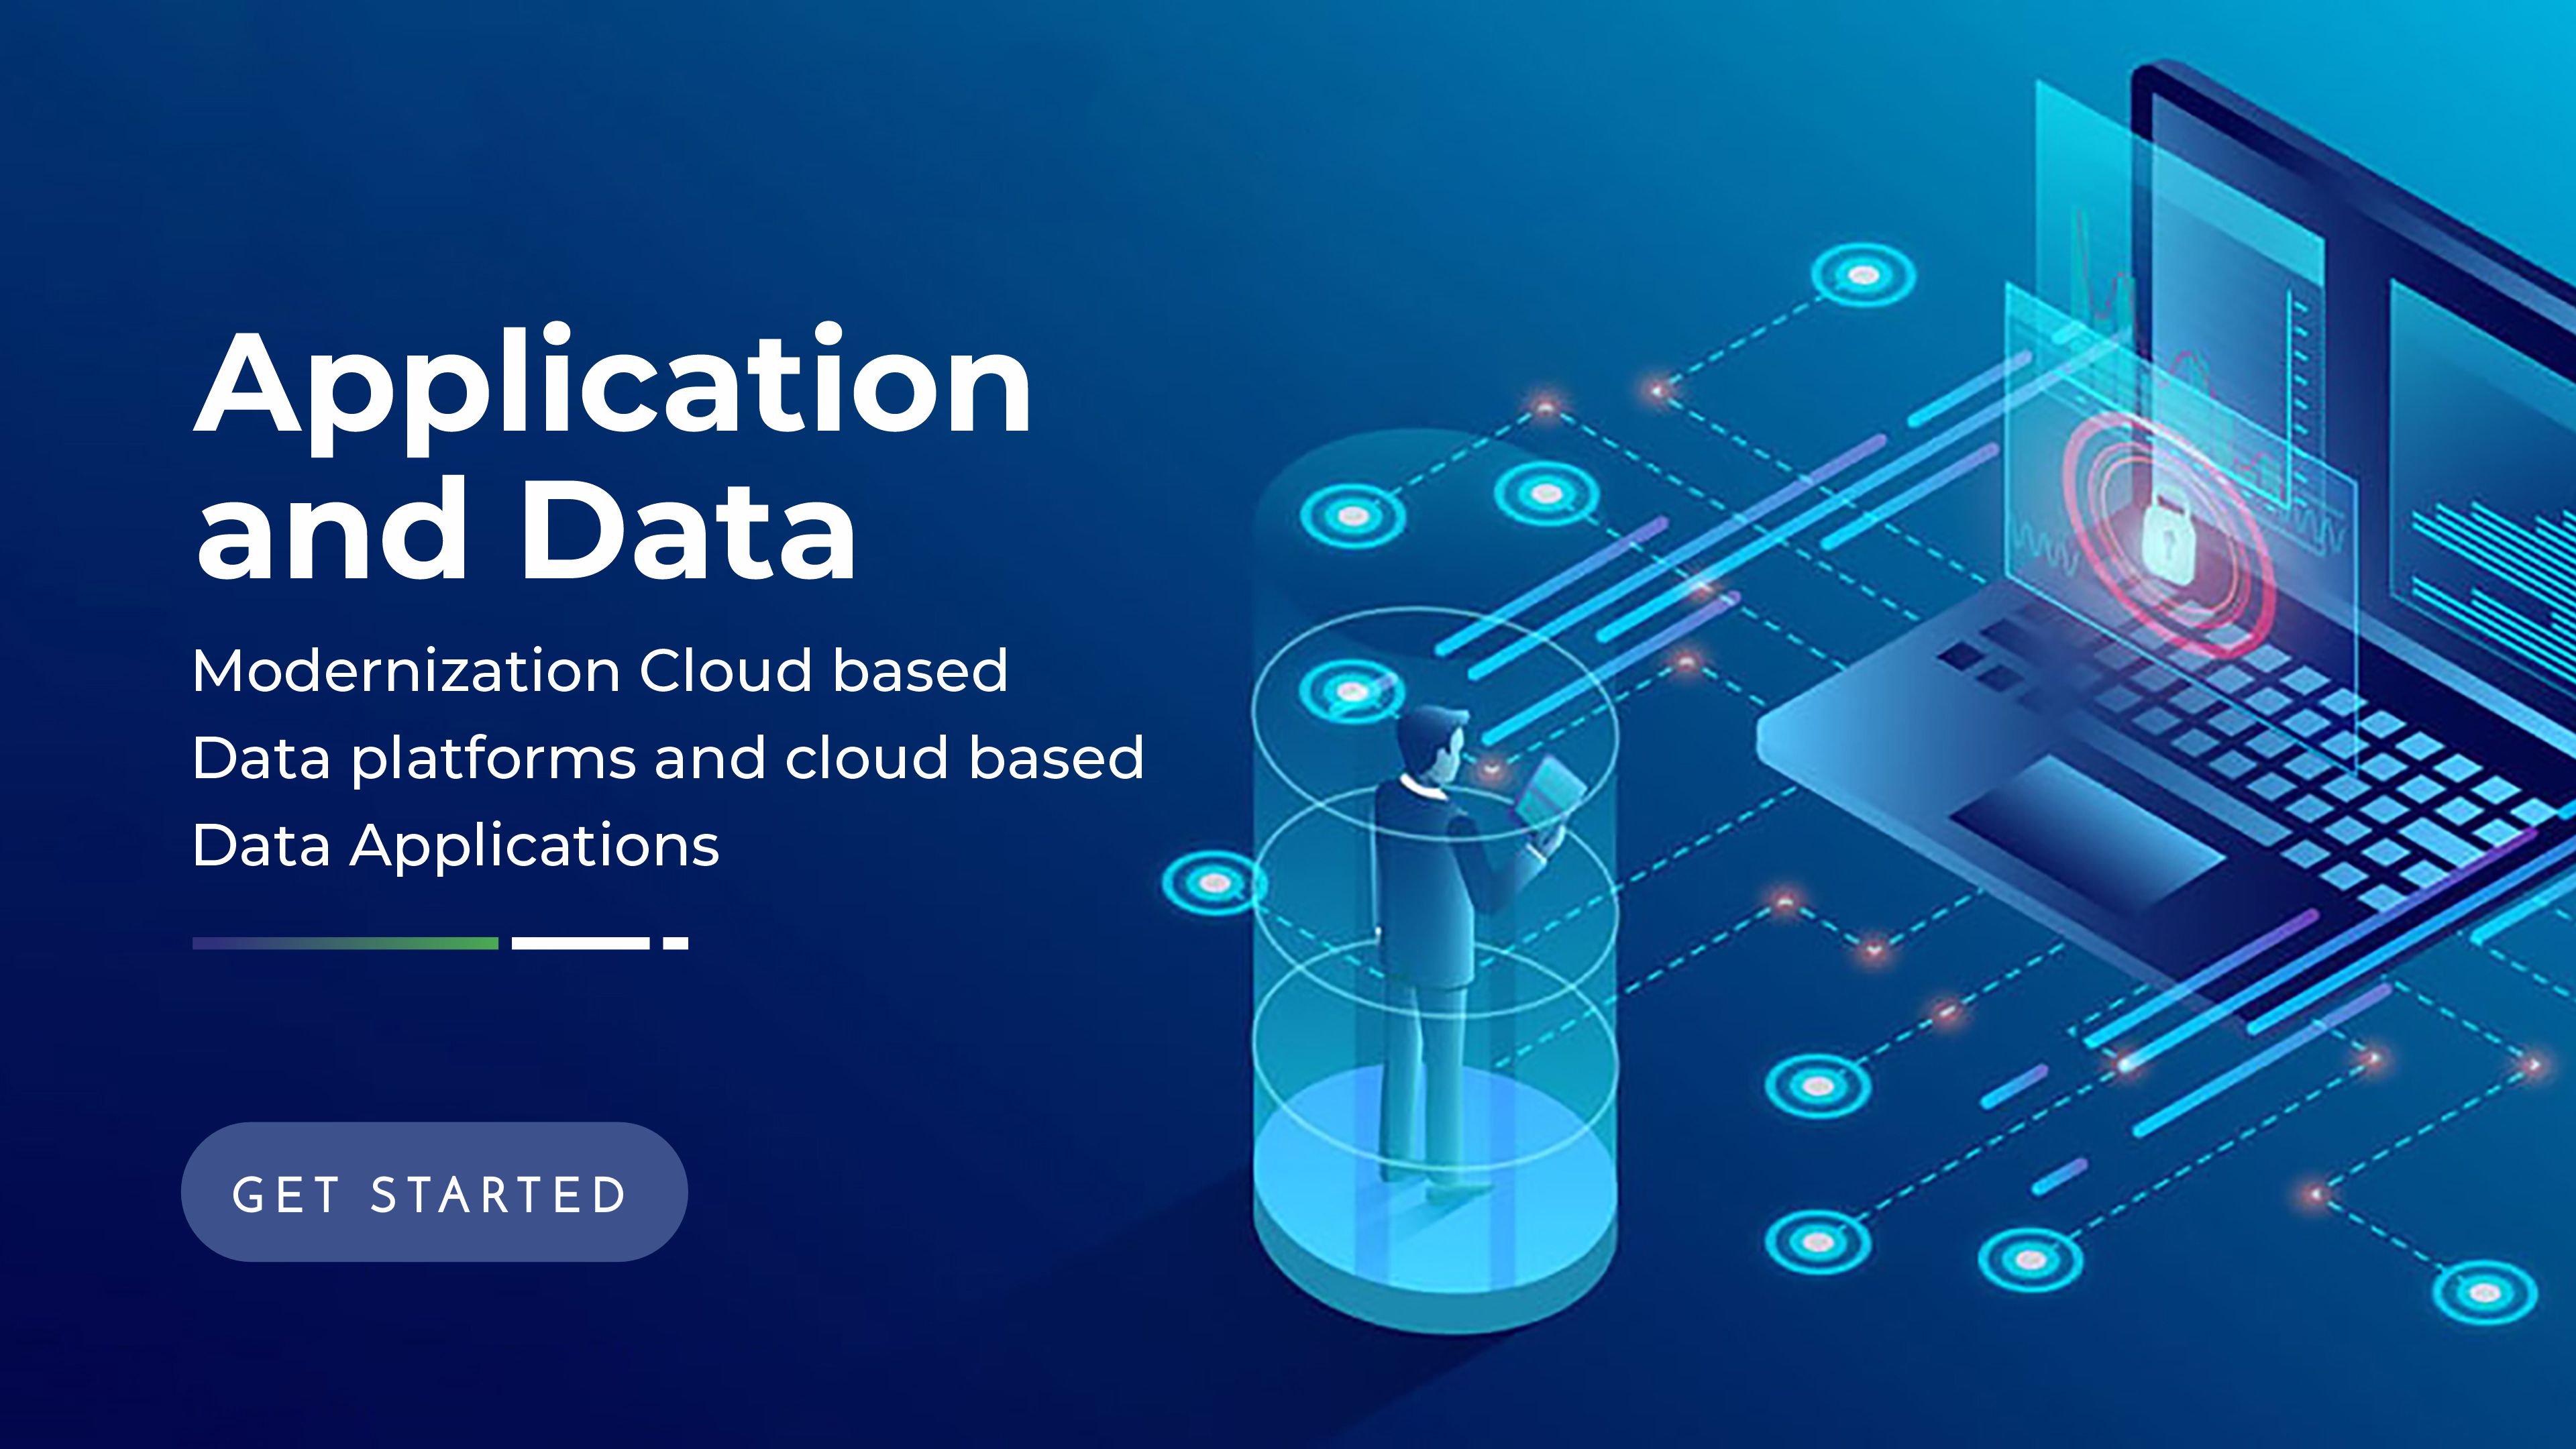 Application
and Data
Modernization Cloud based
Data platforms and cloud based
Data Applications
GET STARTED